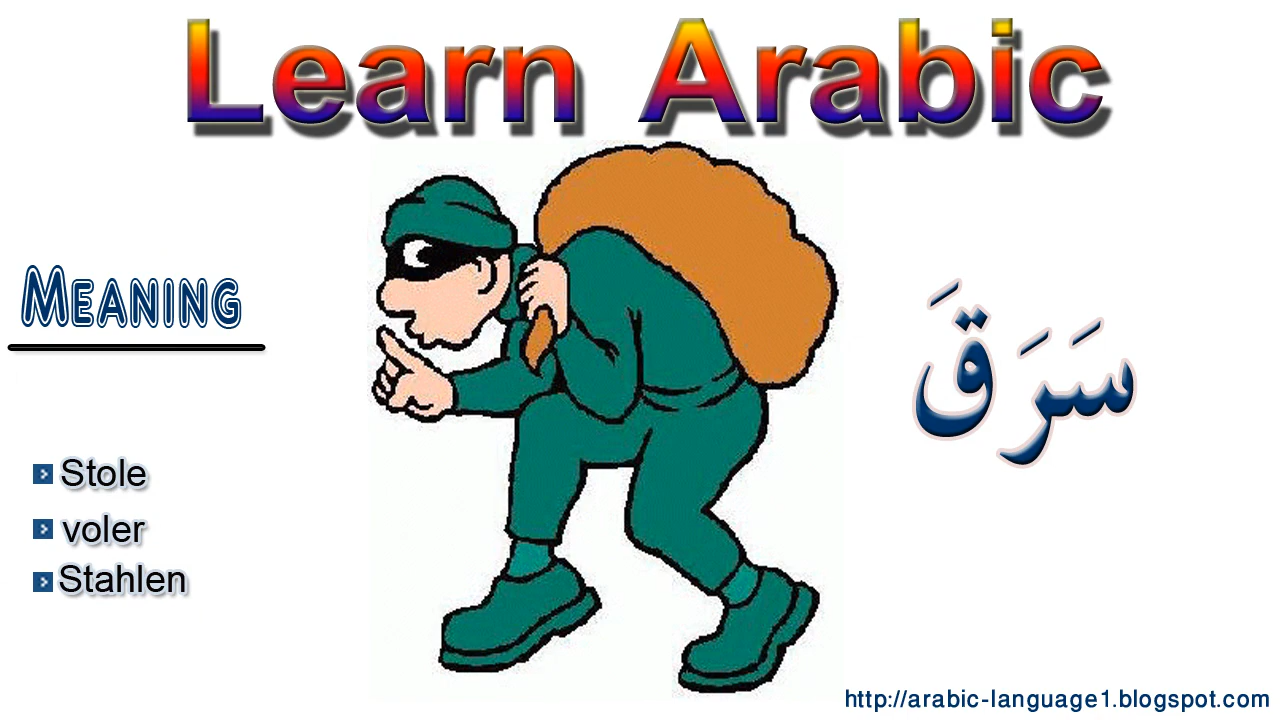 Learn Arabic
MEANING
سَرَقَ
Stole
voler
Stahlen
http://arabic-language1.blogspot.com